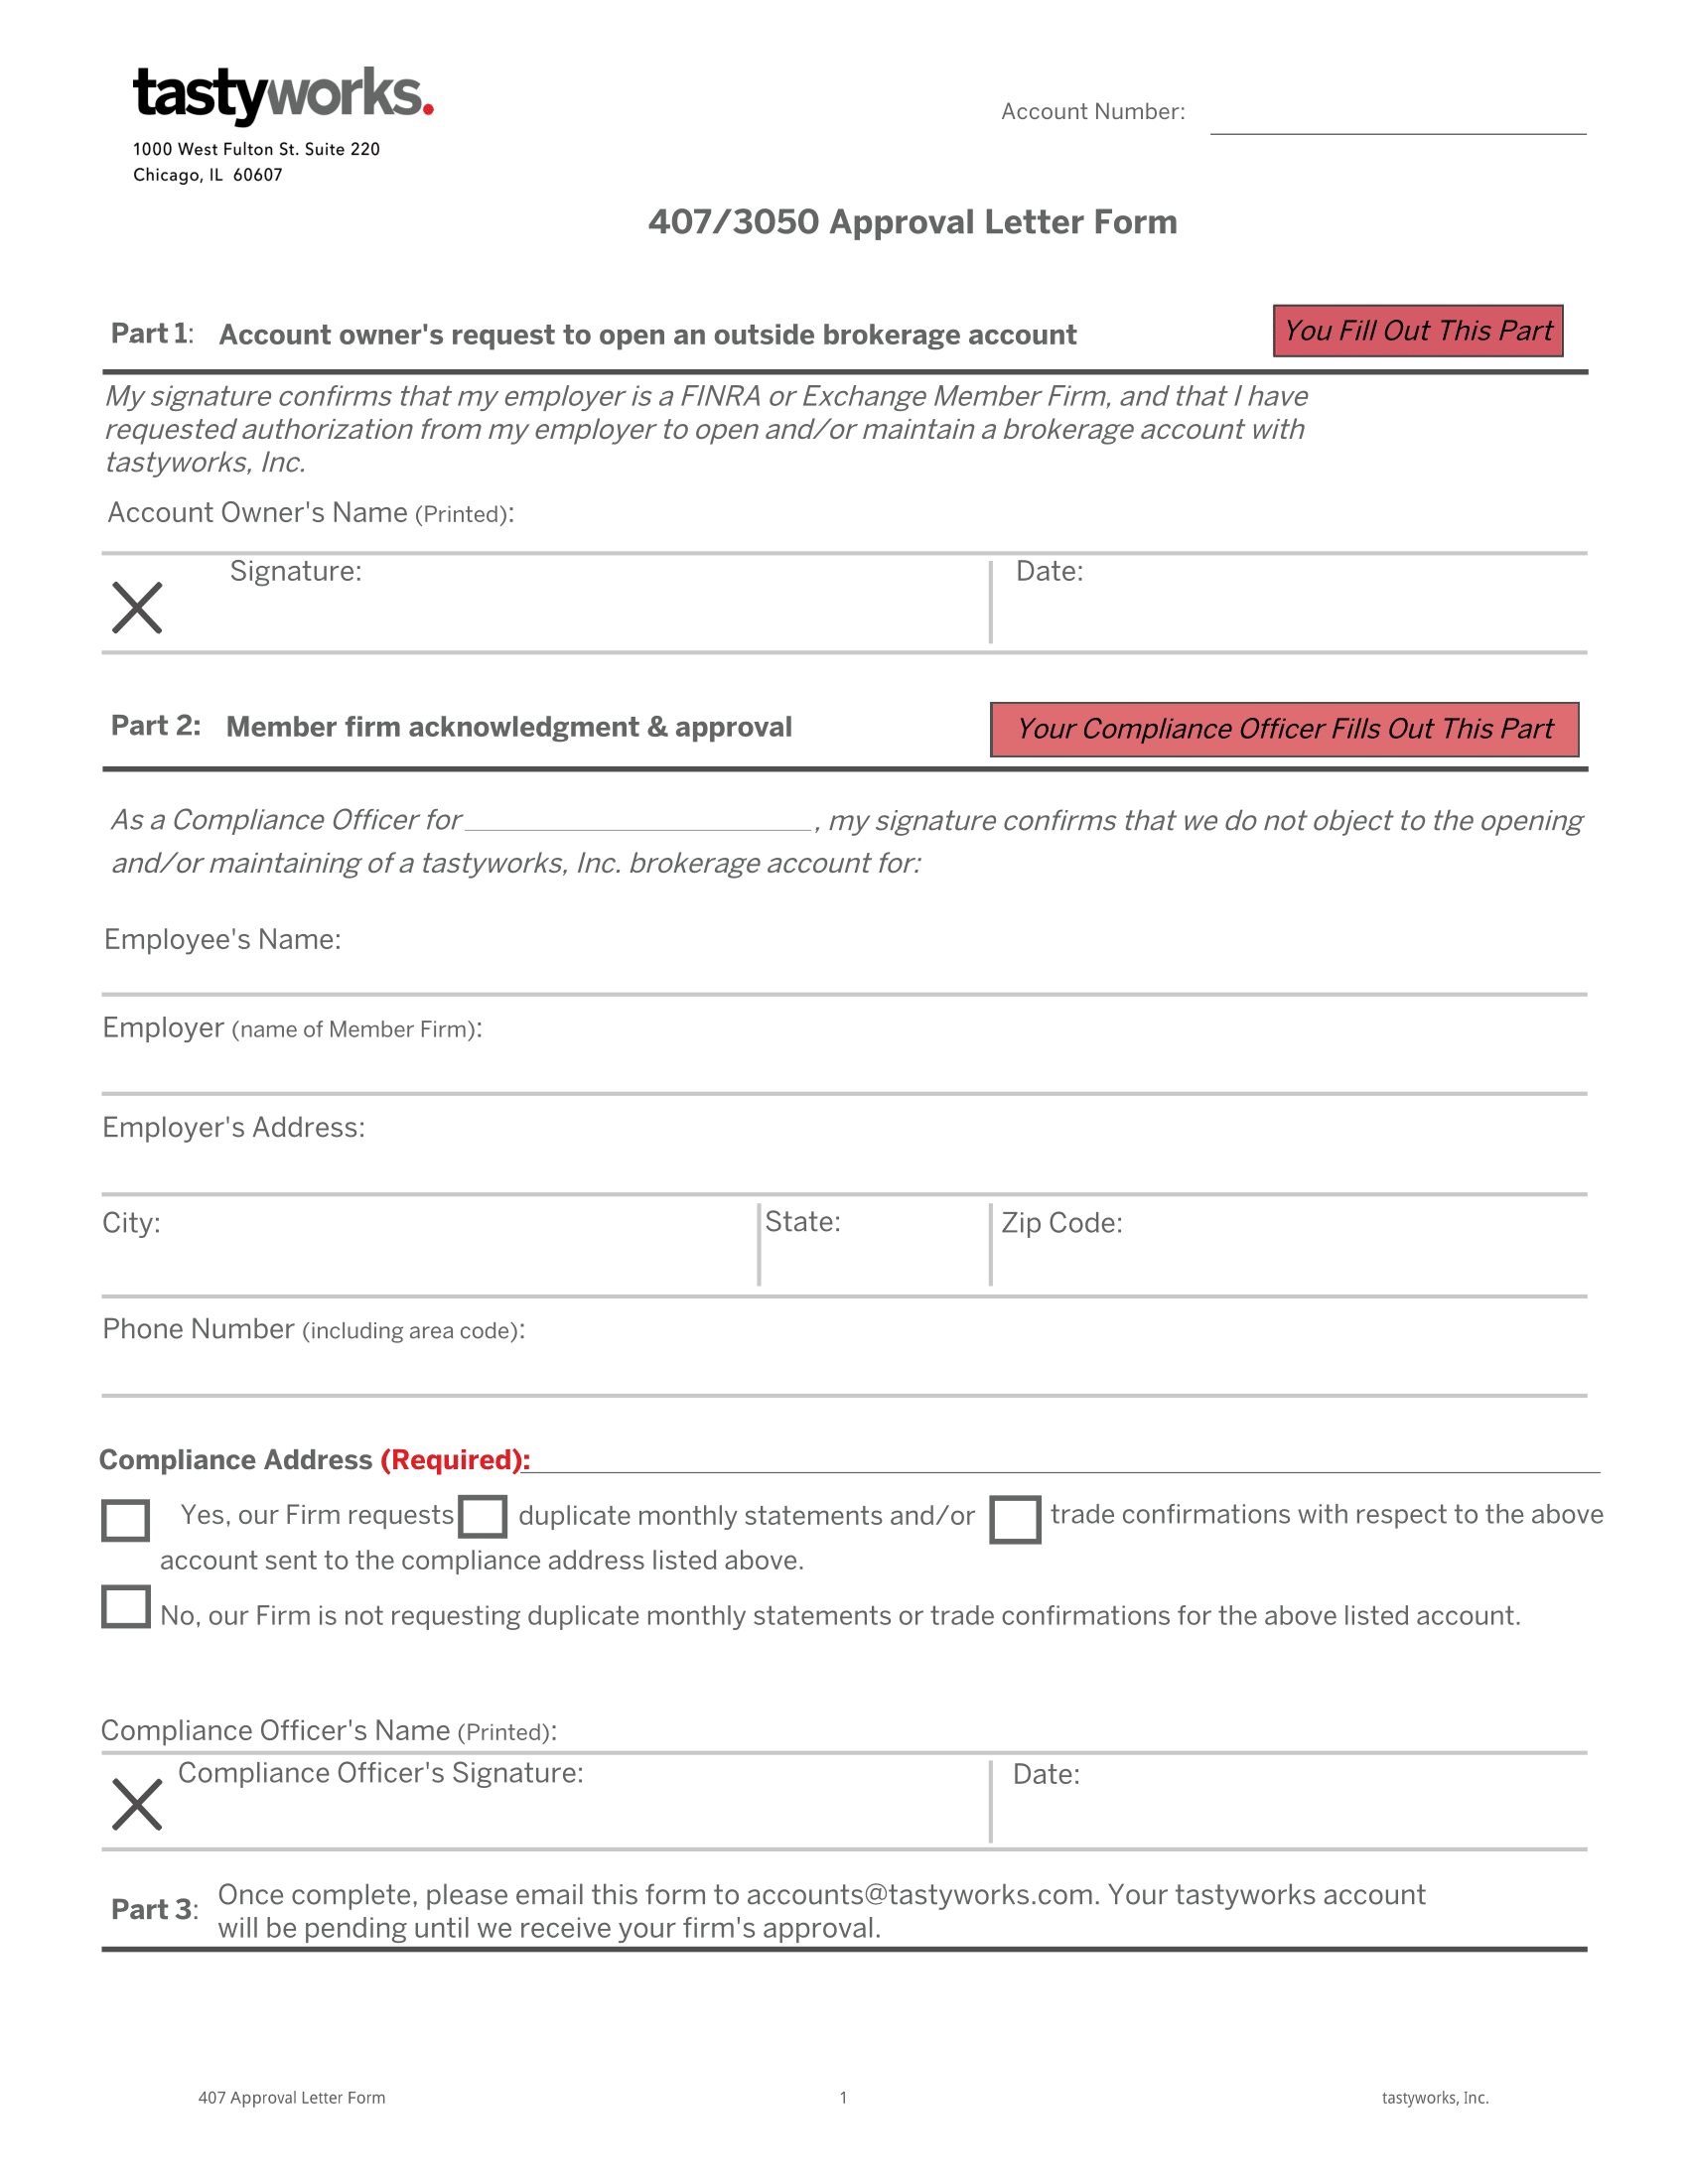 tastyworks.
Account Number:
1000 West Fulton St. Suite 220
Chicago, IL 60607
407/3050 Approval Letter Form
Part 1: Account owner's request to open an outside brokerage account
You Fill Out This Part
My signature confirms that my employer is a FINRA or Exchange Member Firm, and that I have
requested authorization from my employer to open and/or maintain a brokerage account with
tastyworks, Inc.
Account Owner's Name (Printed):
Signature: Date:
Part 2: Member firm acknowledgment & approval
Your Compliance Officer Fills Out This Part
As a Compliance Officer for ______________________, my signature confirms that we do not object to the opening
and/or maintaining of a tastyworks, Inc. brokerage account for:
Employee's Name:
Employer (name of Member Firm):
Employer's Address:
City: State: Zip Code:
Phone Number (including area code):
Compliance Address (Required):
Yes, our Firm requests duplicate monthly statements and/or trade confirmations with respect to the above
account sent to the compliance address listed above.
No, our Firm is not requesting duplicate monthly statements or trade confirmations for the above listed account.
Compliance Officer's Name (Printed):
Compliance Officer's Signature: Date:
Part 3: Once complete, please email this form to accounts@tastyworks.com. Your tastyworks account
will be pending until we receive your firm's approval.
407 Approval Letter Form 1 tastyworks, Inc.